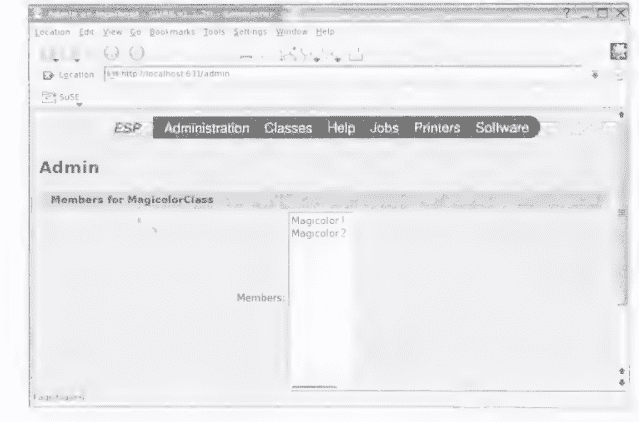 Location Edit View Go Bookmarks Tools Settings Window Help
Location http://localhost:631/admin
SuSE
ESP Administration Classes Help Jobs Printers Software
Admin
Members for MagicolorClass
Magicolor1
Magicolor2
Members: